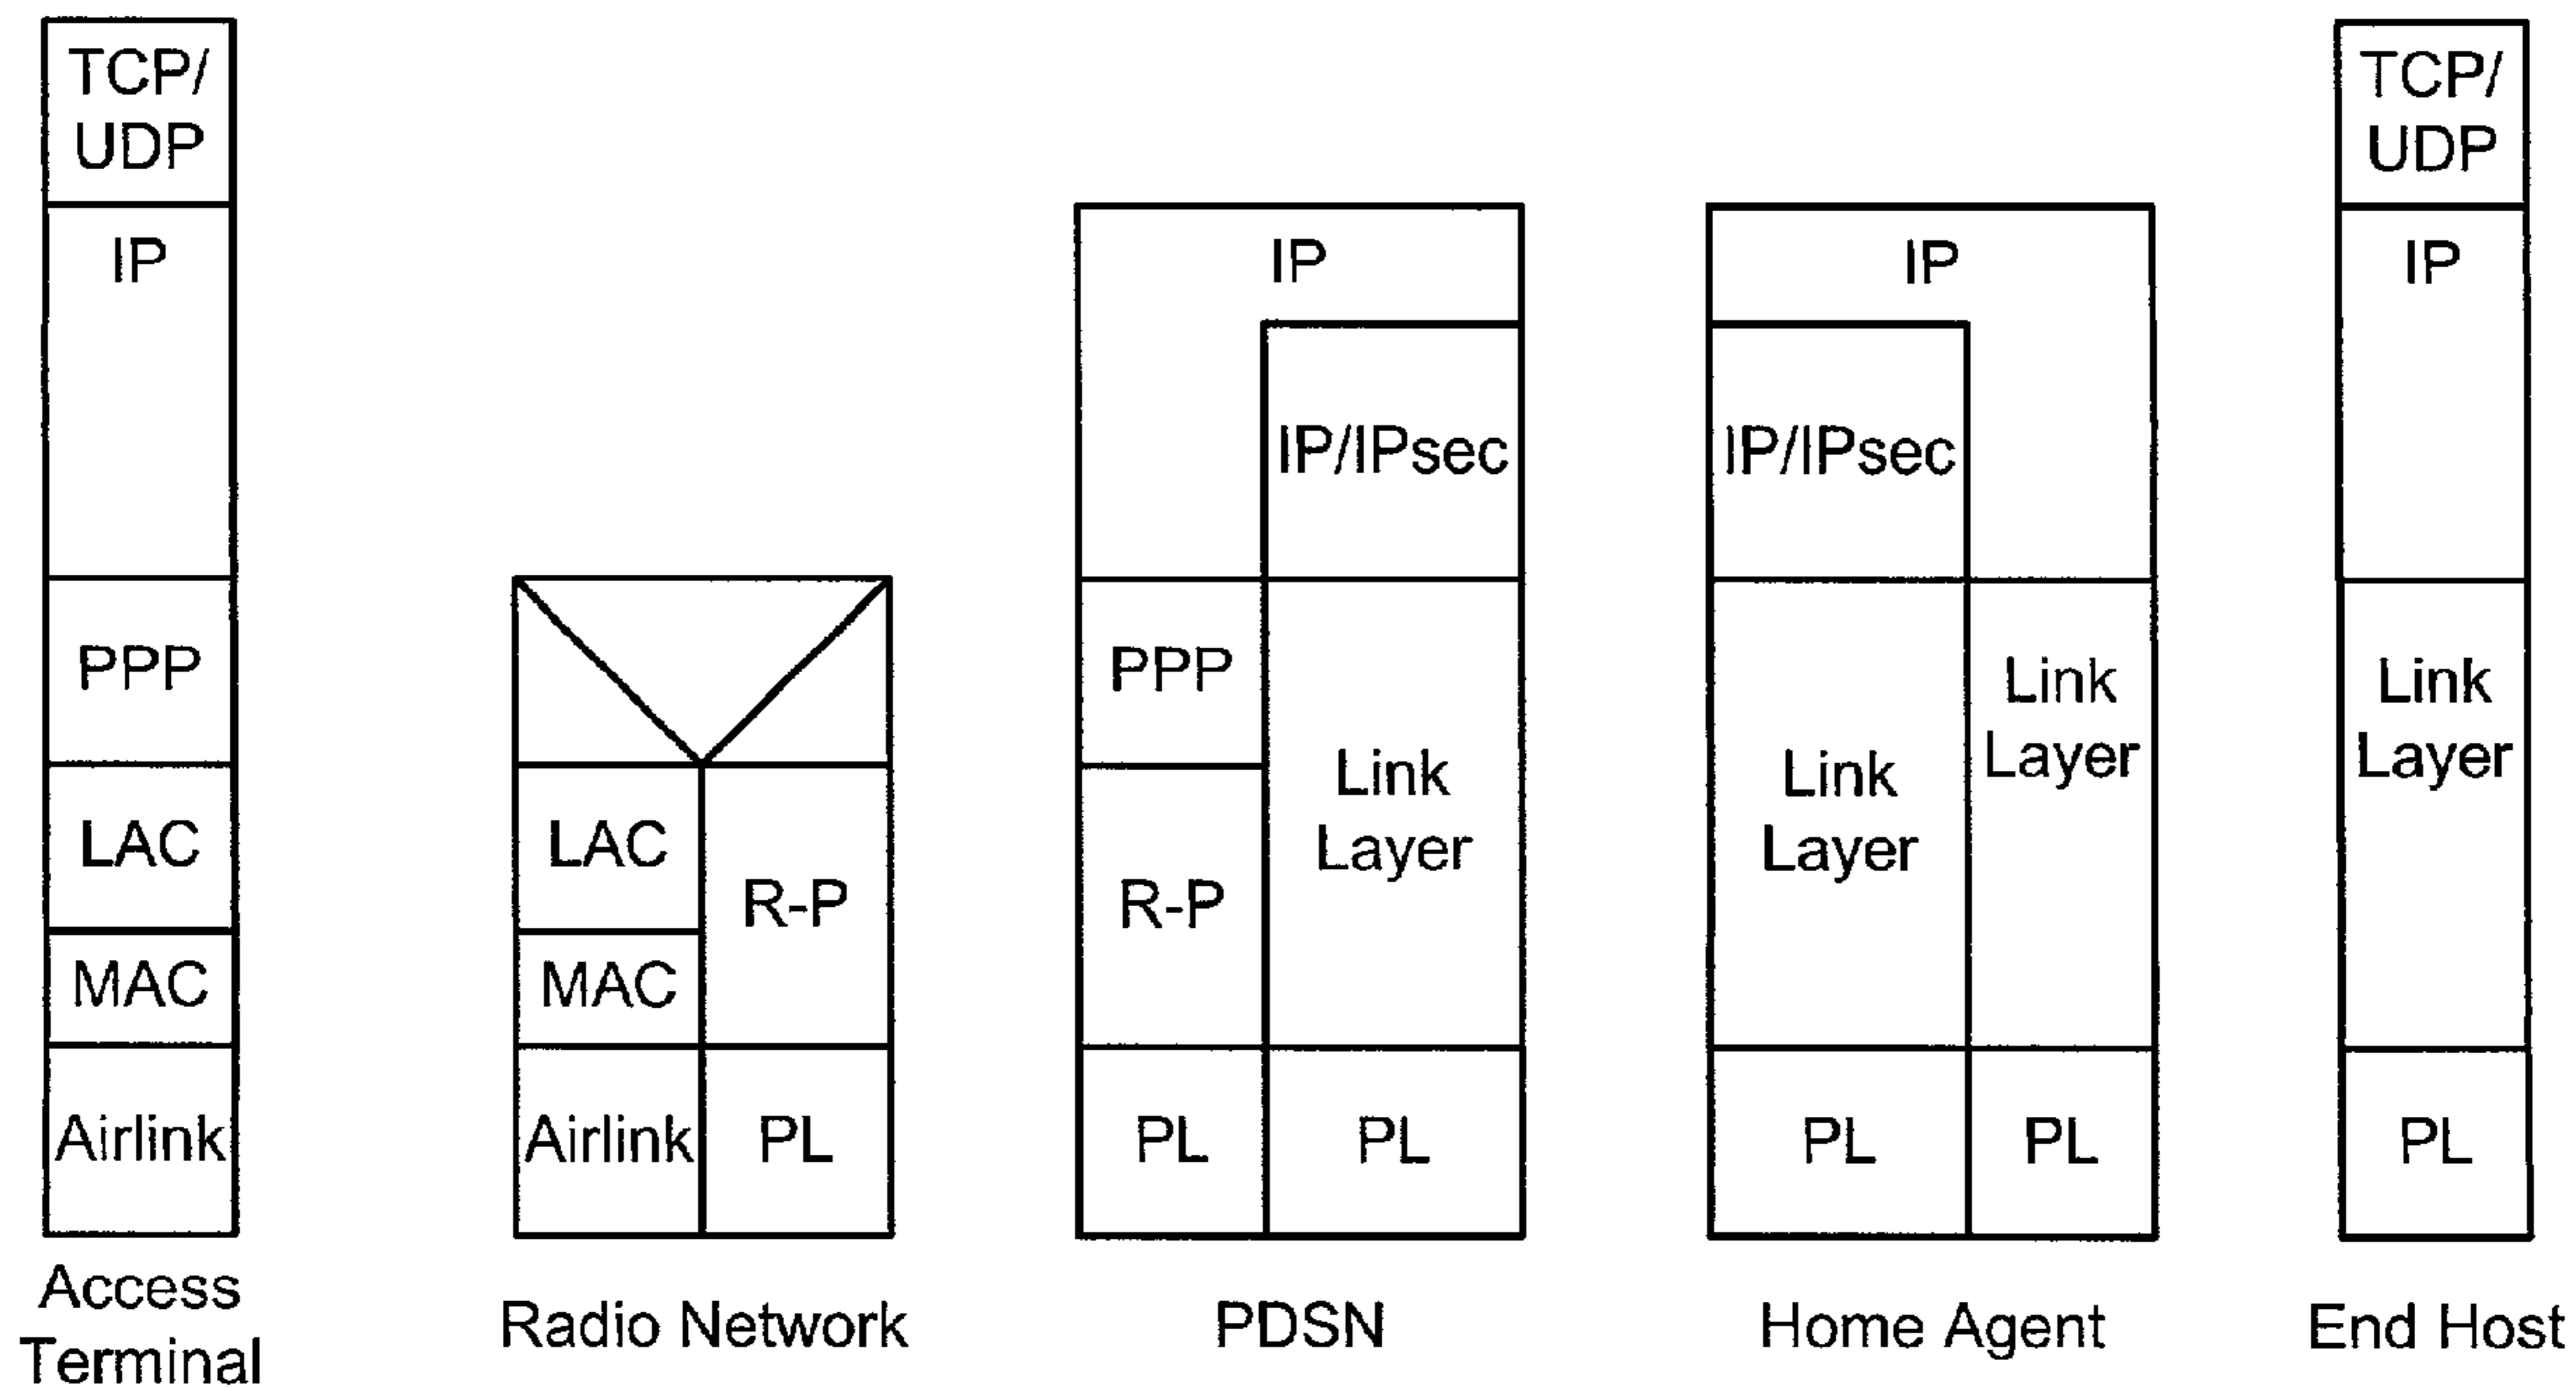 TCP/
UDP
IP
PPP
LAC
MAC
Airlink
Access
Terminal
LAC
R-P
MAC
Airlink
PL
Radio Network
IP
IP/IPsec
PPP
Link
Layer
R-P
PL
PL
PDSN
IP
IP/IPsec
Link
Layer
Link
Layer
PL
PL
Home Agent
TCP/
UDP
IP
Link
Layer
PL
End Host